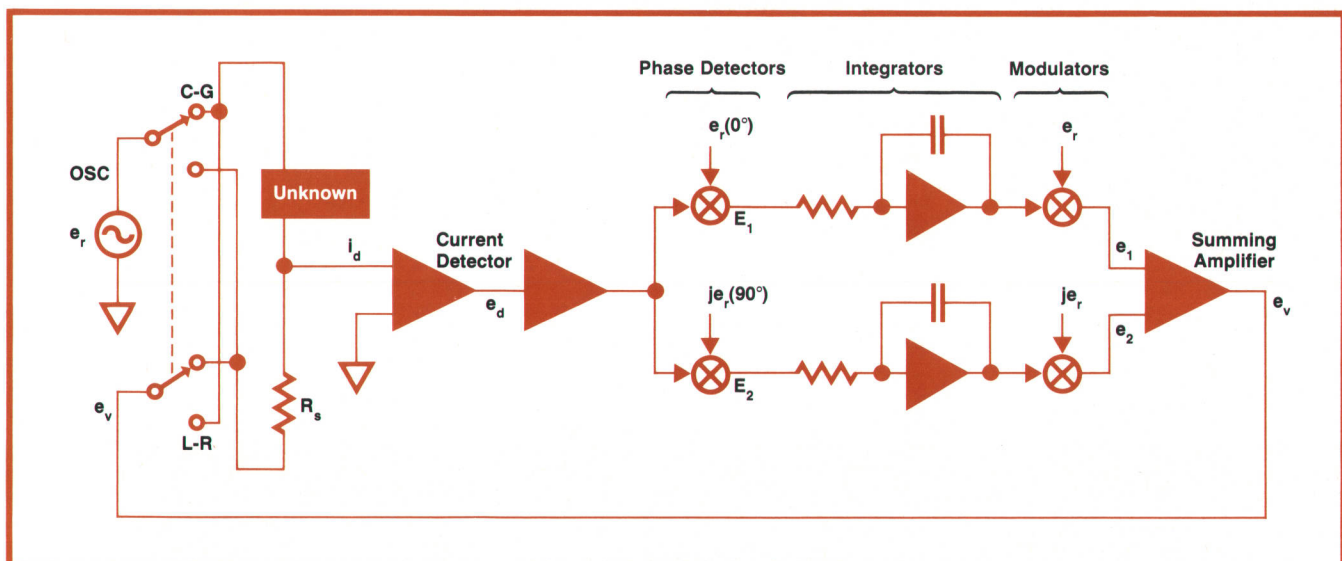 Phase Detectors
Integrators
Modulators
C-G
e_r(0°)
e_r
OSC
Unknown
E_1
e_r
i_d
Current
Detector
e_1
Summing
Amplifier
e_d
je_r(90°)
je_r
e_2
e_v
E_2
e_v
R_s
L-R